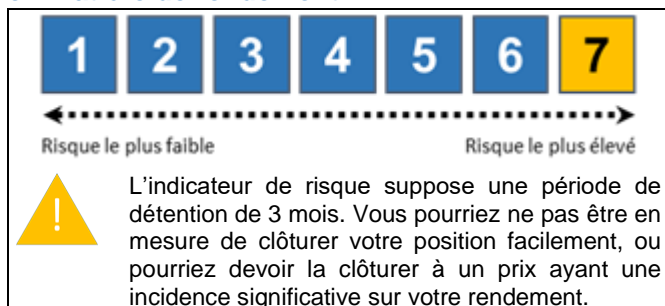 1 2 3 4 5 6 7
Risque le plus faible Risque le plus élevé
L'indicateur de risque suppose une période de
détention de 3 mois. Vous pourriez ne pas être en
mesure de clôturer votre position facilement, ou
pourriez devoir la clôturer à un prix ayant une
incidence significative sur votre rendement.